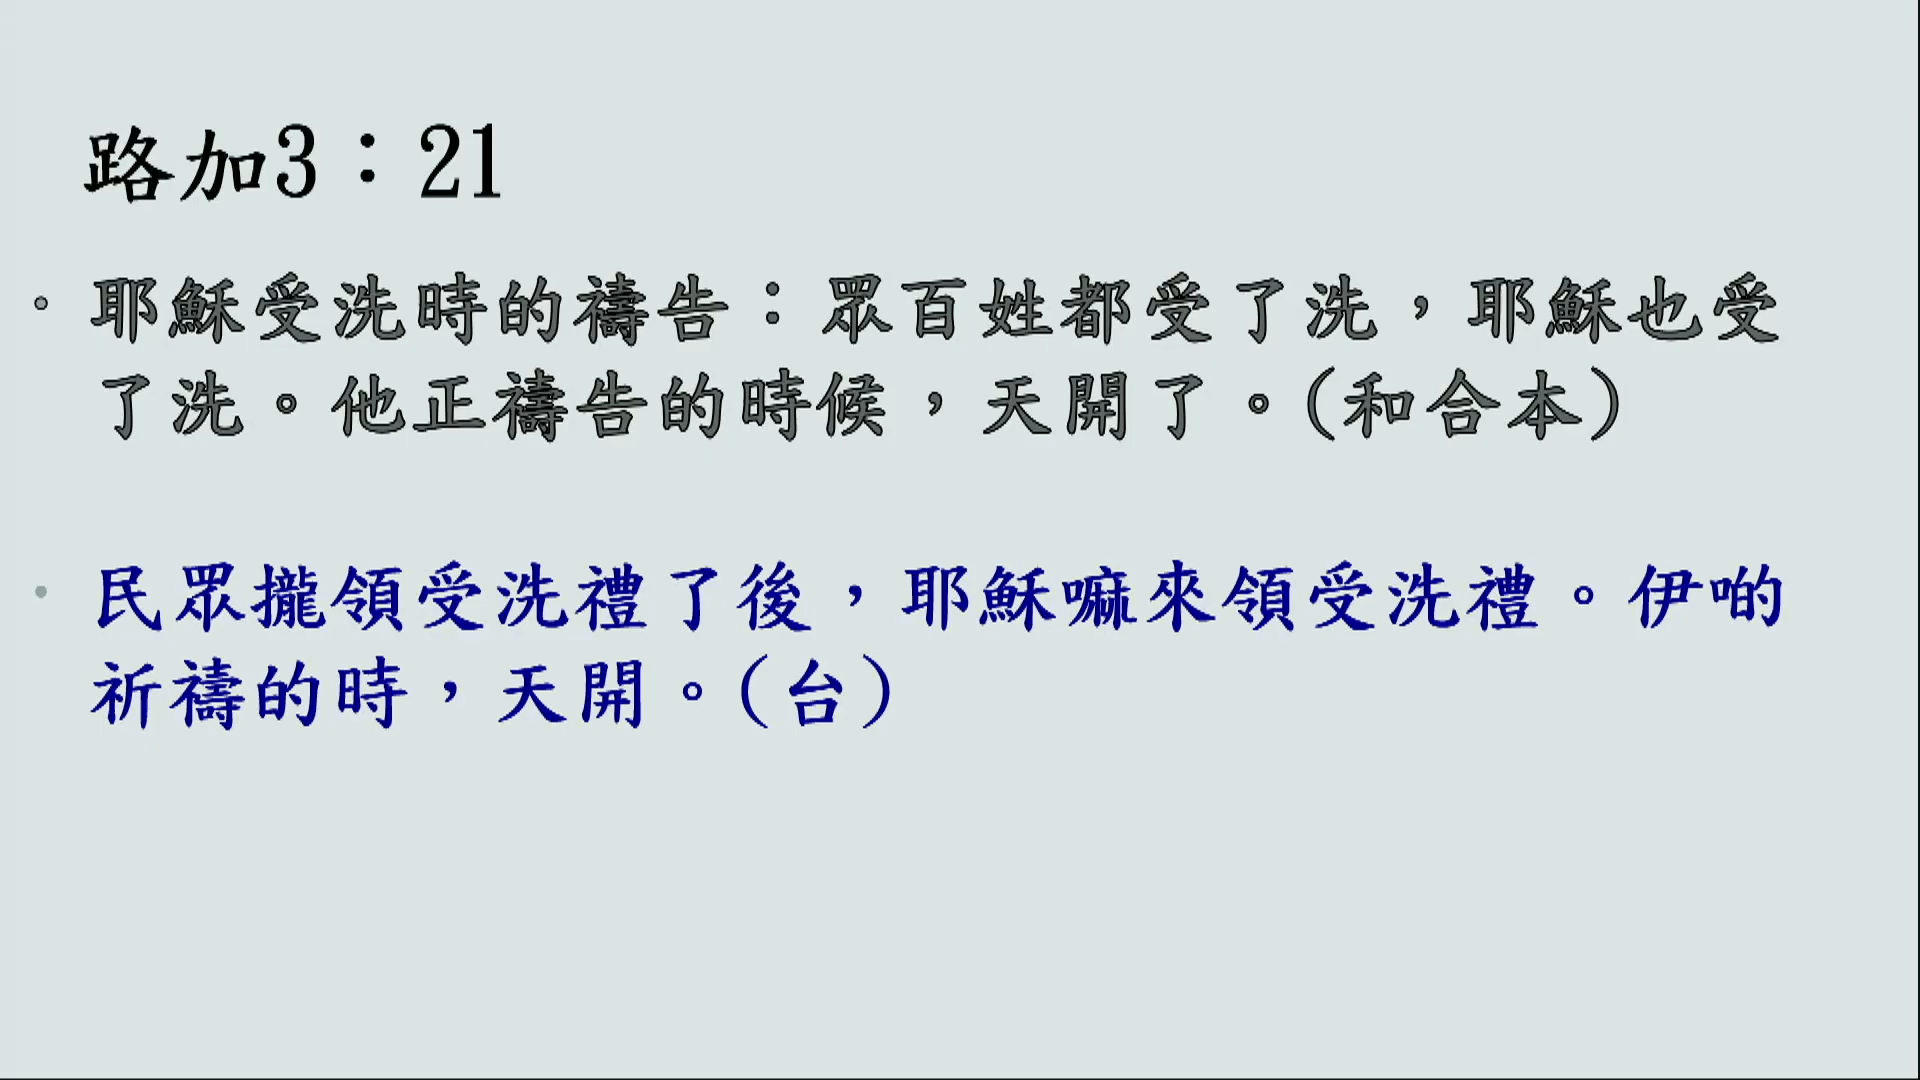 路加3：21
• 耶穌受洗時的禱告：眾百姓都受了洗，耶穌也受
了洗。他正禱告的時候，天開了。(和合本)
• 民眾攏領受洗禮了後，耶穌嘛來領受洗禮。伊啲
祈禱的時，天開。(台)